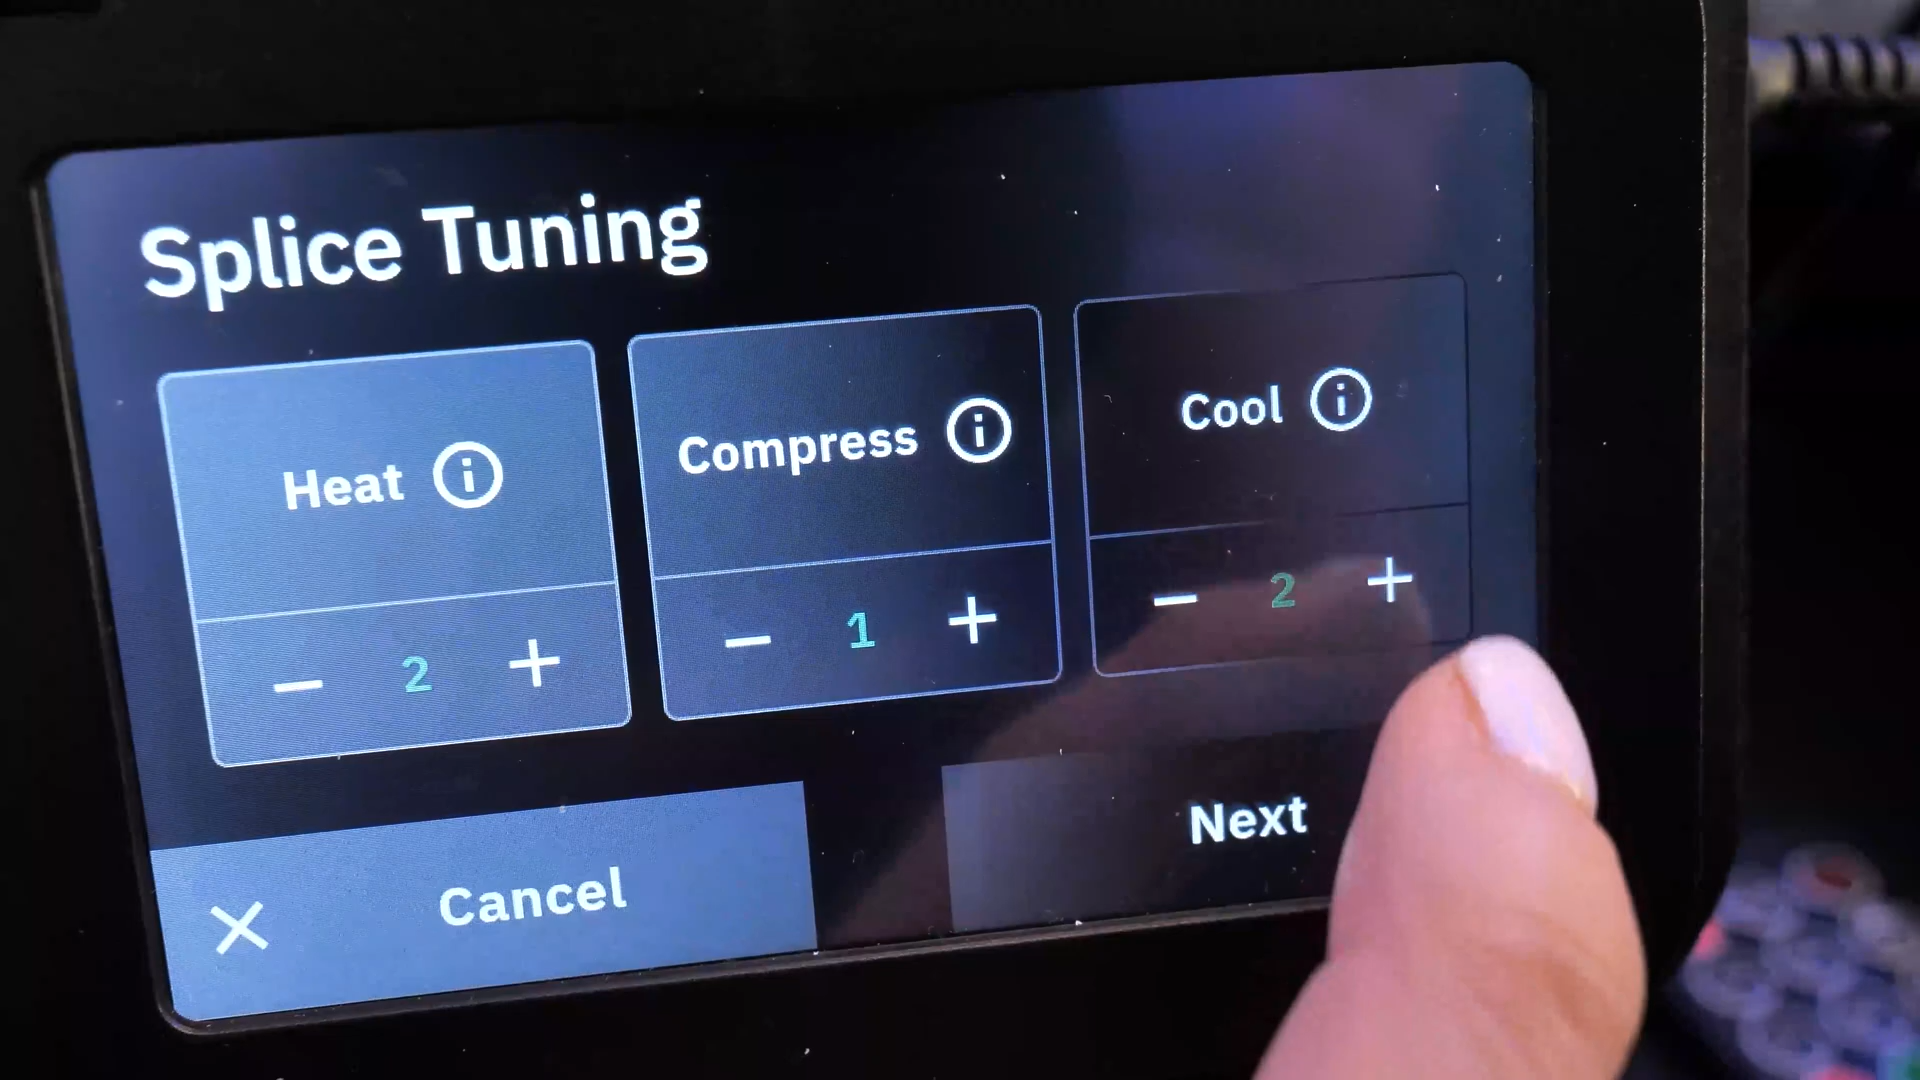 Splice Tuning
Heat
Compress
Cool
− 2 +
− 1 +
− 2 +
Cancel
Next